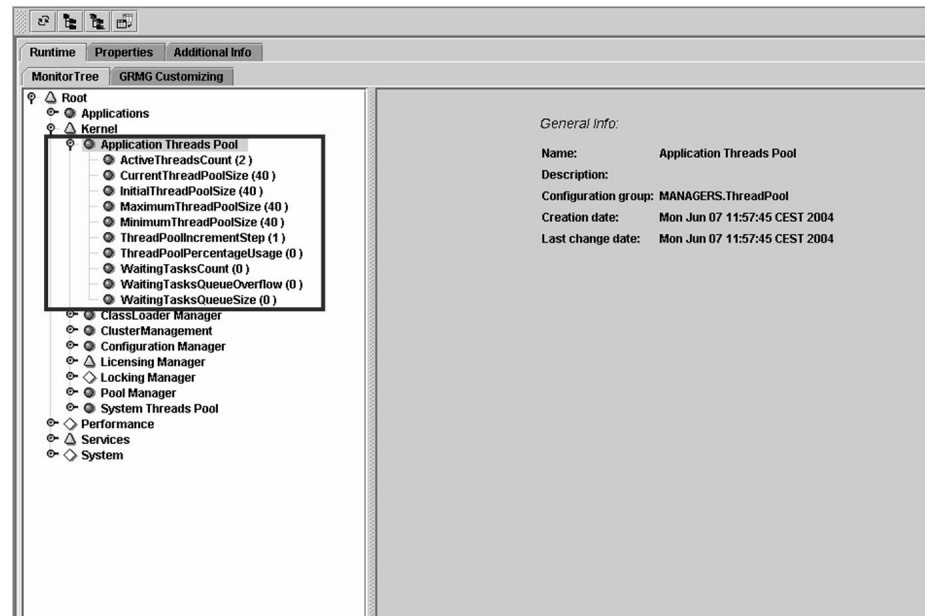 Runtime Properties Additional Info
MonitorTree GRMG Customizing
Root
Applications
Kernel
Application Threads Pool
ActiveThreadsCount (2 )
CurrentThreadPoolSize (40 )
InitialThreadPoolSize (40 )
MaximumThreadPoolSize (40 )
MinimumThreadPoolSize (40 )
ThreadPoolIncrementStep (1 )
ThreadPoolPercentageUsage (0 )
WaitingTasksCount (0 )
WaitingTasksQueueOverflow (0 )
WaitingTasksQueueSize (0 )
ClassLoader Manager
ClusterManagement
Configuration Manager
Licensing Manager
Locking Manager
Pool Manager
System Threads Pool
Performance
Services
System
General Info:
Name: Application Threads Pool
Description:
Configuration group: MANAGERS.ThreadPool
Creation date: Mon Jun 07 11:57:45 CEST 2004
Last change date: Mon Jun 07 11:57:45 CEST 2004